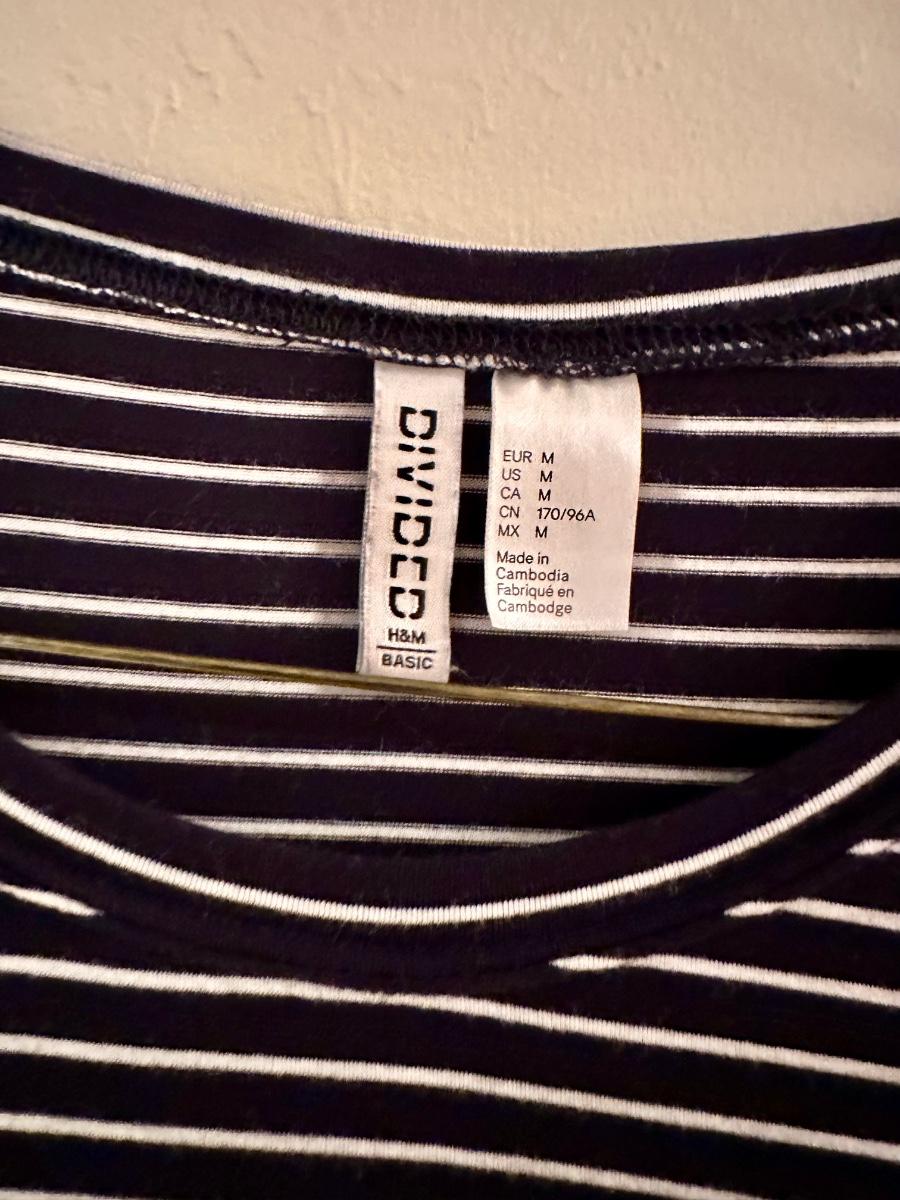 DIVIDED
H&M
BASIC
EUR M
US M
CA M
CN 170/96A
MX M
Made in
Cambodia
Fabriqué en
Cambodge